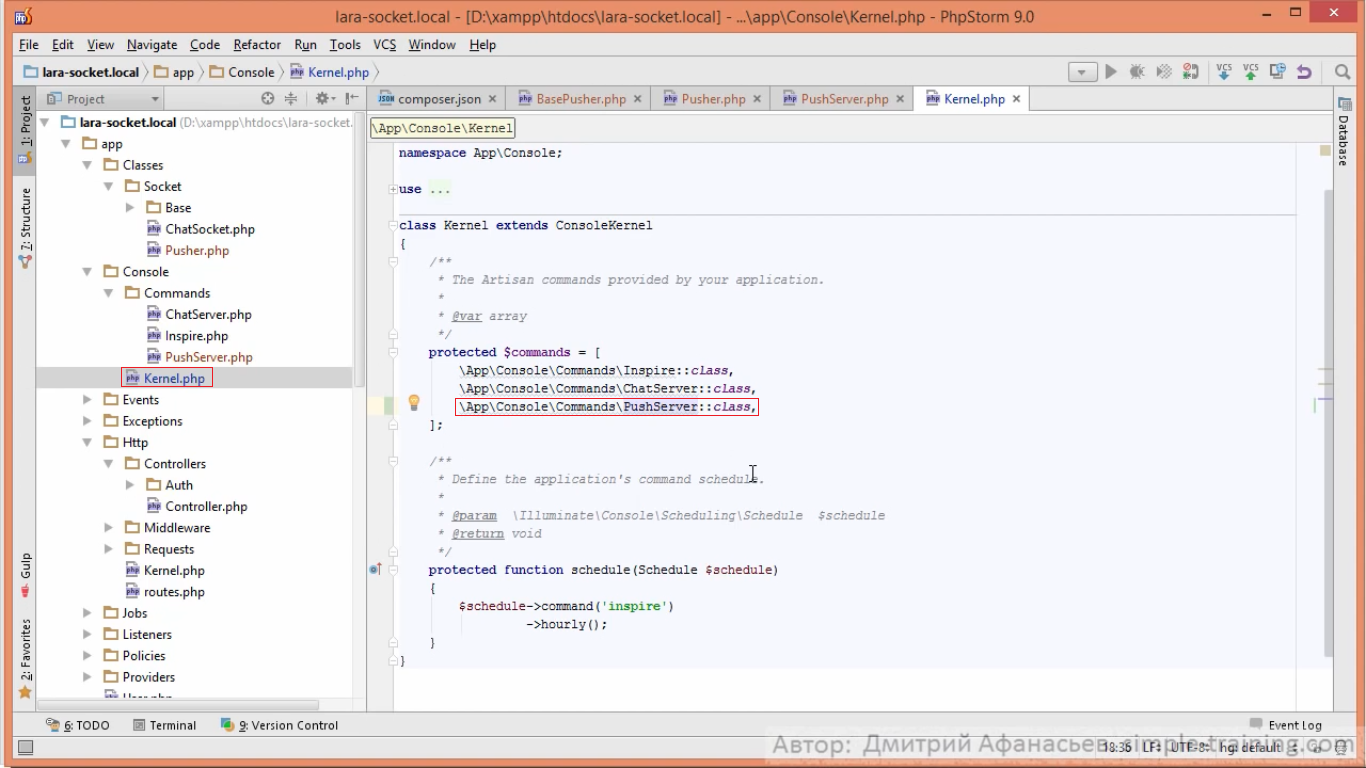 lara-socket.local - [D:\xampp\htdocs\lara-socket.local] - ...\app\Console\Kernel.php - PhpStorm 9.0
File Edit View Navigate Code Refactor Run Tools VCS Window Help
lara-socket.local app Console Kernel.php
VCS VCS
Project
composer.json BasePusher.php Pusher.php PushServer.php Kernel.php
1: Project
7: Structure
Gulp
2: Favorites
lara-socket.local (D:\xampp\htdocs\lara-socket.
app
Classes
Socket
Base
ChatSocket.php
Pusher.php
Console
Commands
ChatServer.php
Inspire.php
PushServer.php
Kernel.php
Events
Exceptions
Http
Controllers
Auth
Controller.php
Middleware
Requests
Kernel.php
routes.php
Jobs
Listeners
Policies
Providers
User.php
\App\Console\Kernel
namespace App\Console;
use ...
class Kernel extends ConsoleKernel
{
/**
* The Artisan commands provided by your application.
*
* @var array
*/
protected $commands = [
\App\Console\Commands\Inspire::class,
\App\Console\Commands\ChatServer::class,
\App\Console\Commands\PushServer::class,
];
/**
* Define the application's command schedule.
*
* @param \Illuminate\Console\Scheduling\Schedule $schedule
* @return void
*/
protected function schedule(Schedule $schedule)
{
$schedule->command('inspire')
->hourly();
}
}
Database
6: TODO Terminal 9: Version Control Event Log
18:36 LF÷ UTF-8÷ hg: default
Автор: Дмитрий Афанасьев simple-training.com